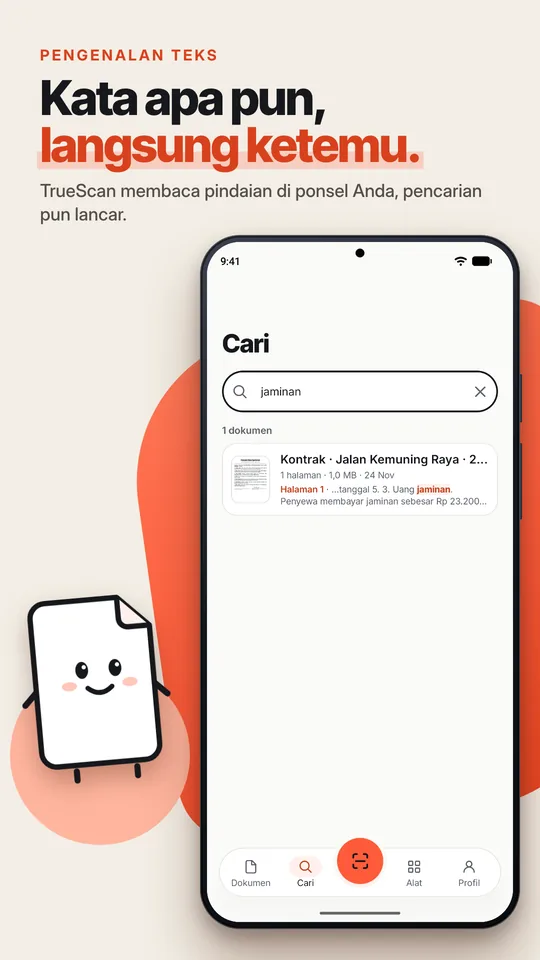 PENGENALAN TEKS
Kata apa pun,
langsung ketemu.
TrueScan membaca pindaian di ponsel Anda, pencarian
pun lancar.
9:41
Cari
jaminan
1 dokumen
Kontrak · Jalan Kemuning Raya · 2...
1 halaman · 1,0 MB · 24 Nov
Halaman 1 · ...tanggal 5. 3. Uang jaminan.
Penyewa membayar jaminan sebesar Rp 23.200...
Dokumen
Cari
Alat
Profil